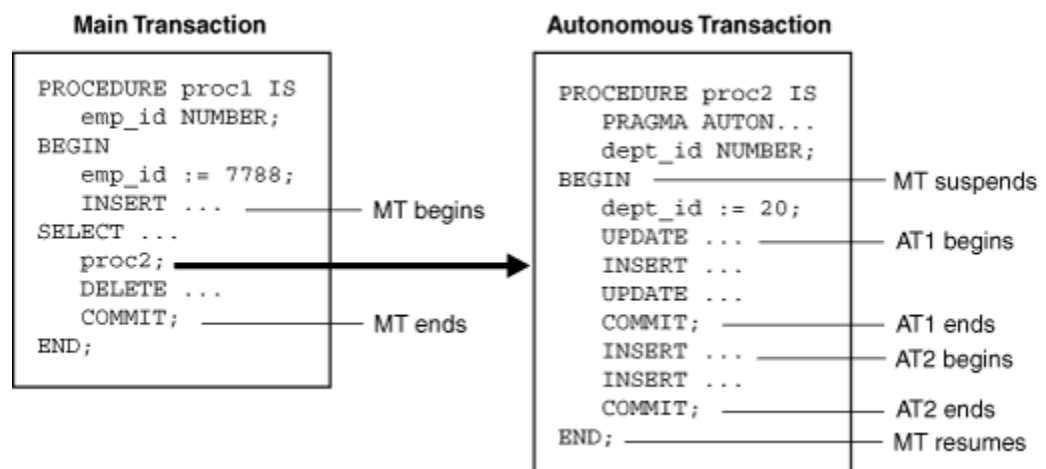 Main Transaction
PROCEDURE proc1 IS
emp_id NUMBER;
BEGIN
emp_id := 7788;
INSERT ... MT begins
SELECT ...
proc2;
DELETE ...
COMMIT; MT ends
END;
Autonomous Transaction
PROCEDURE proc2 IS
PRAGMA AUTON...
dept_id NUMBER;
BEGIN MT suspends
dept_id := 20;
UPDATE ... AT1 begins
INSERT ...
UPDATE ...
COMMIT; AT1 ends
INSERT ... AT2 begins
INSERT ...
COMMIT; AT2 ends
END; MT resumes